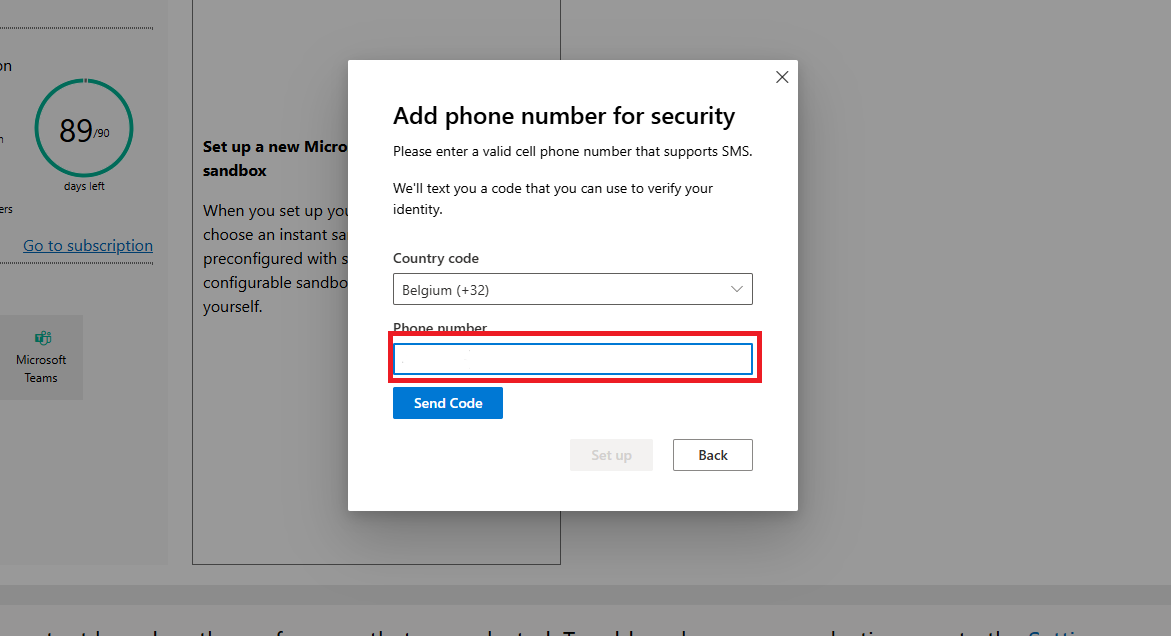 on
89/90
days left
ers
Go to subscription
Microsoft
Teams
Set up a new Micro
sandbox
When you set up you
choose an instant sa
preconfigured with s
configurable sandbo
yourself.
Add phone number for security
Please enter a valid cell phone number that supports SMS.
We'll text you a code that you can use to verify your
identity.
Country code
Belgium (+32)
Phone number
Send Code
Set up
Back